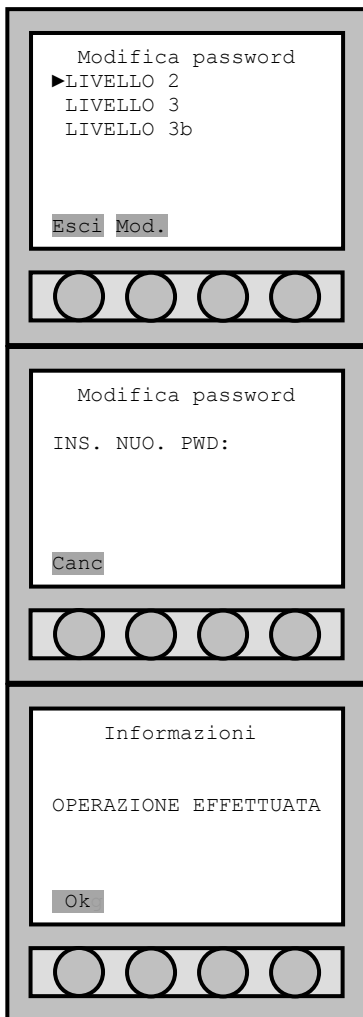 Modifica password
►LIVELLO 2
LIVELLO 3
LIVELLO 3b
Esci Mod.
Modifica password
INS. NUO. PWD:
Canc
Informazioni
OPERAZIONE EFFETTUATA
Ok